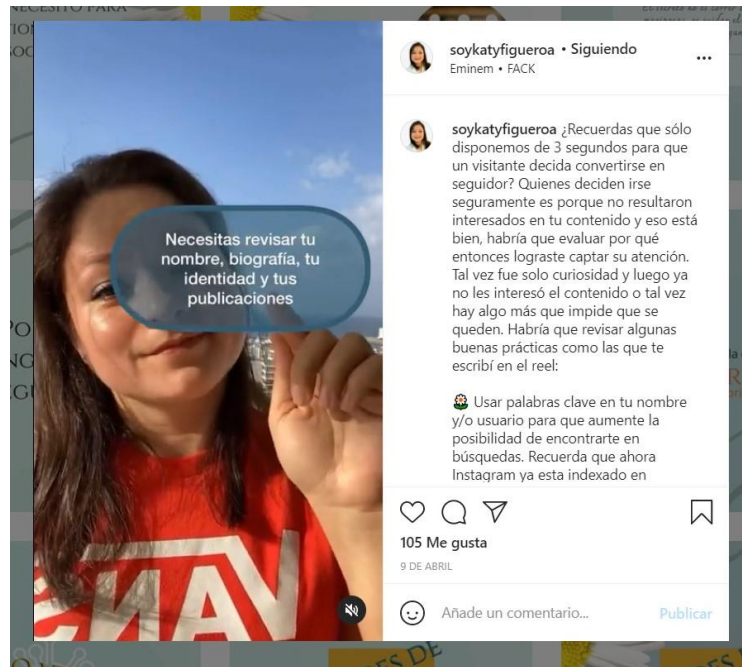 NECESITO PARA
soykatyfigueroa • Siguiendo
Eminem • FACK
...
soykatyfigueroa ¿Recuerdas que sólo
disponemos de 3 segundos para que
un visitante decida convertirse en
seguidor? Quienes deciden irse
seguramente es porque no resultaron
interesados en tu contenido y eso está
bien, habría que evaluar por qué
entonces lograste captar su atención.
Tal vez fue solo curiosidad y luego ya
no les interesó el contenido o tal vez
hay algo más que impide que se
queden. Habría que revisar algunas
buenas prácticas como las que te
escribí en el reel:
Usar palabras clave en tu nombre
y/o usuario para que aumente la
posibilidad de encontrarte en
búsquedas. Recuerda que ahora
Instagram ya esta indexado en
Necesitas revisar tu
nombre, biografía, tu
identidad y tus
publicaciones
105 Me gusta
9 DE ABRIL
Añade un comentario...
Publicar